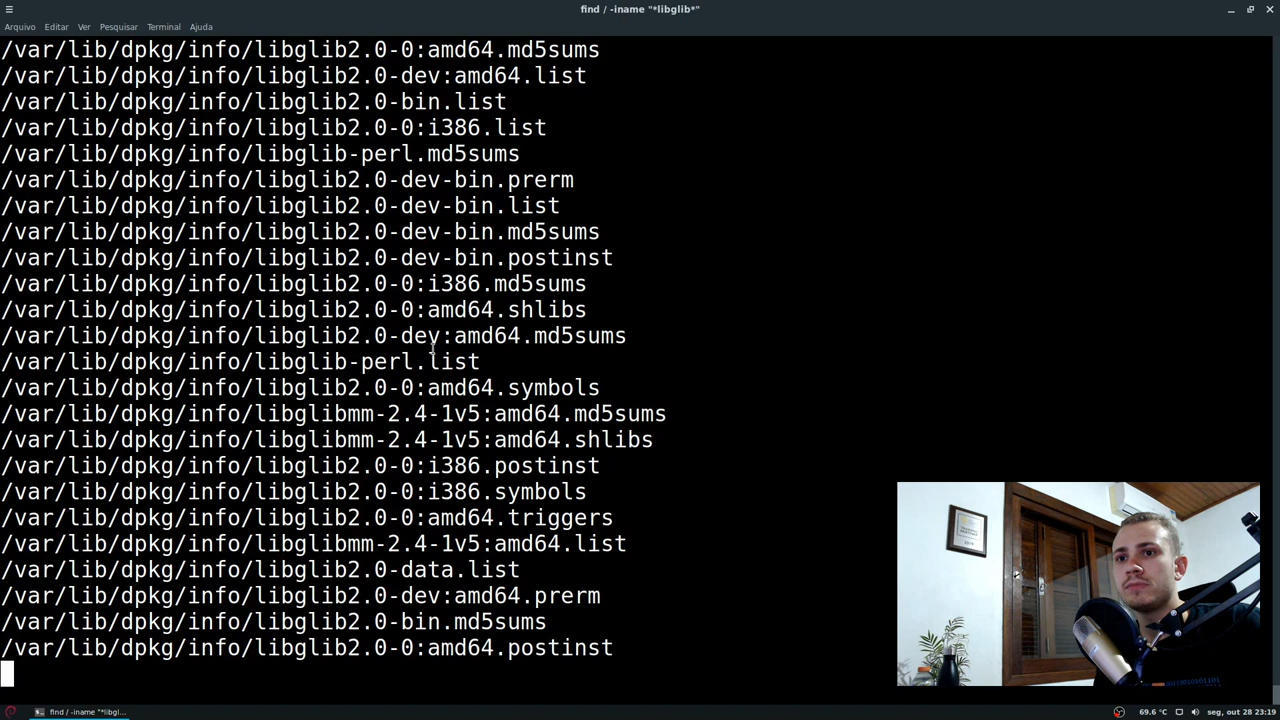 find / -iname "*libglib*"
Arquivo Editar Ver Pesquisar Terminal Ajuda
/var/lib/dpkg/info/libglib2.0-0:amd64.md5sums
/var/lib/dpkg/info/libglib2.0-dev:amd64.list
/var/lib/dpkg/info/libglib2.0-bin.list
/var/lib/dpkg/info/libglib2.0-0:i386.list
/var/lib/dpkg/info/libglib-perl.md5sums
/var/lib/dpkg/info/libglib2.0-dev-bin.prerm
/var/lib/dpkg/info/libglib2.0-dev-bin.list
/var/lib/dpkg/info/libglib2.0-dev-bin.md5sums
/var/lib/dpkg/info/libglib2.0-dev-bin.postinst
/var/lib/dpkg/info/libglib2.0-0:i386.md5sums
/var/lib/dpkg/info/libglib2.0-0:amd64.shlibs
/var/lib/dpkg/info/libglib2.0-dev:amd64.md5sums
/var/lib/dpkg/info/libglib-perl.list
/var/lib/dpkg/info/libglib2.0-0:amd64.symbols
/var/lib/dpkg/info/libglibmm-2.4-1v5:amd64.md5sums
/var/lib/dpkg/info/libglibmm-2.4-1v5:amd64.shlibs
/var/lib/dpkg/info/libglib2.0-0:i386.postinst
/var/lib/dpkg/info/libglib2.0-0:i386.symbols
/var/lib/dpkg/info/libglib2.0-0:amd64.triggers
/var/lib/dpkg/info/libglibmm-2.4-1v5:amd64.list
/var/lib/dpkg/info/libglib2.0-data.list
/var/lib/dpkg/info/libglib2.0-dev:amd64.prerm
/var/lib/dpkg/info/libglib2.0-bin.md5sums
/var/lib/dpkg/info/libglib2.0-0:amd64.postinst
find / -iname "*libgl...
69.6 °C seg, out 28 23:19